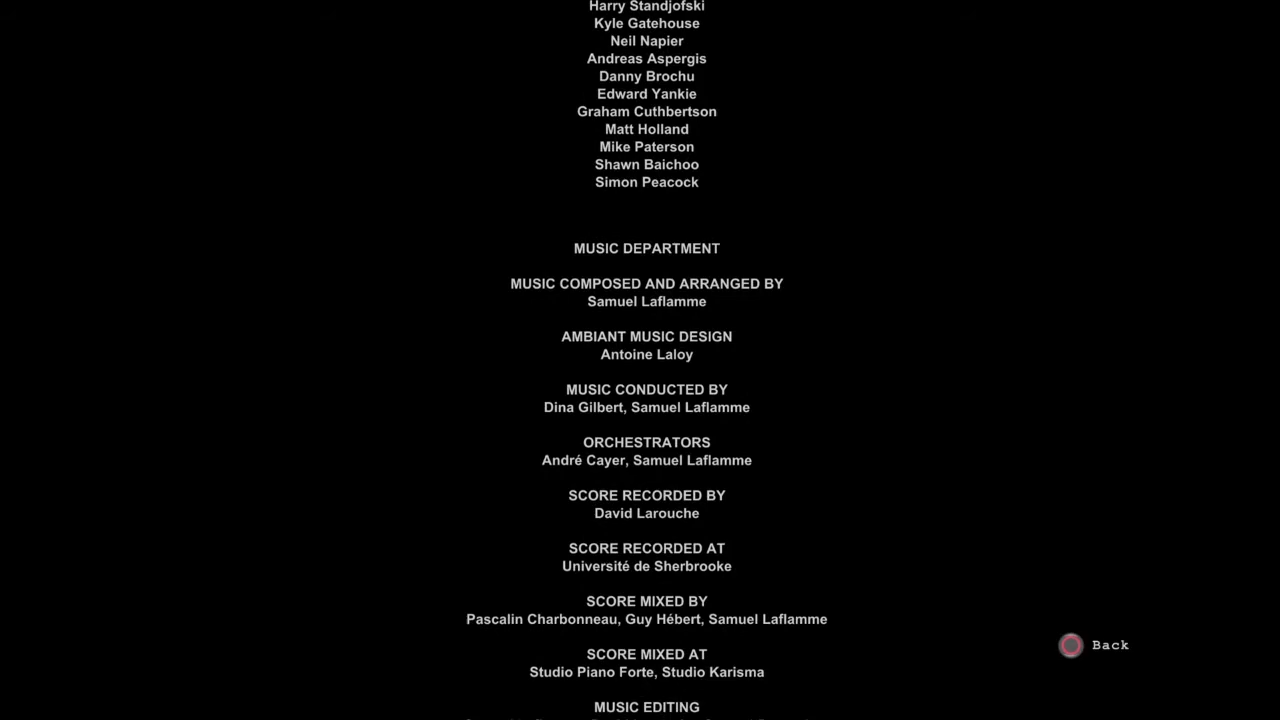 Harry Standjofski
Kyle Gatehouse
Neil Napier
Andreas Aspergis
Danny Brochu
Edward Yankie
Graham Cuthbertson
Matt Holland
Mike Paterson
Shawn Baichoo
Simon Peacock
MUSIC DEPARTMENT
MUSIC COMPOSED AND ARRANGED BY
Samuel Laflamme
AMBIANT MUSIC DESIGN
Antoine Laloy
MUSIC CONDUCTED BY
Dina Gilbert, Samuel Laflamme
ORCHESTRATORS
André Cayer, Samuel Laflamme
SCORE RECORDED BY
David Larouche
SCORE RECORDED AT
Université de Sherbrooke
SCORE MIXED BY
Pascalin Charbonneau, Guy Hébert, Samuel Laflamme
Back
SCORE MIXED AT
Studio Piano Forte, Studio Karisma
MUSIC EDITING